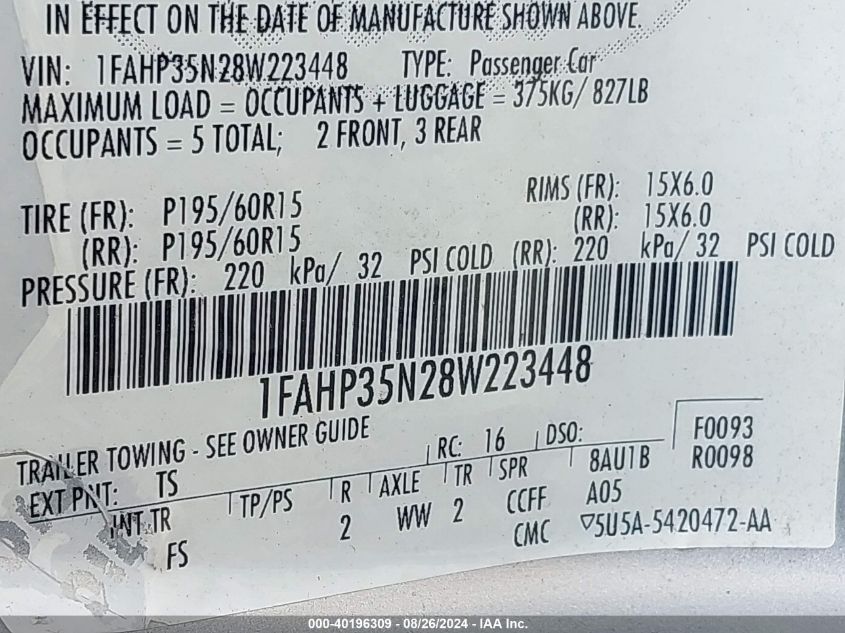 IN EFFECT ON THE DATE OF MANUFACTURE SHOWN ABOVE.
VIN: 1FAHP35N28W223448 TYPE: Passenger Car
MAXIMUM LOAD = OCCUPANTS + LUGGAGE = 375KG/ 827LB
OCCUPANTS = 5 TOTAL; 2 FRONT, 3 REAR
TIRE (FR): P195/60R15 RIMS (FR): 15X6.0
(RR): P195/60R15 (RR): 15X6.0
PRESSURE (FR): 220 kPa/ 32 PSI COLD (RR): 220 kPa/ 32 PSI COLD
1FAHP35N28W223448
TRAILER TOWING - SEE OWNER GUIDE RC: 16 DSO: F0093
EXT PNT: TS TP/PS R AXLE TR SPR 8AU1B R0098
INT TR 2 WW 2 CCFF A05
FS CMC ▽5U5A-5420472-AA
000-40196309 - 08/26/2024 - IAA Inc.